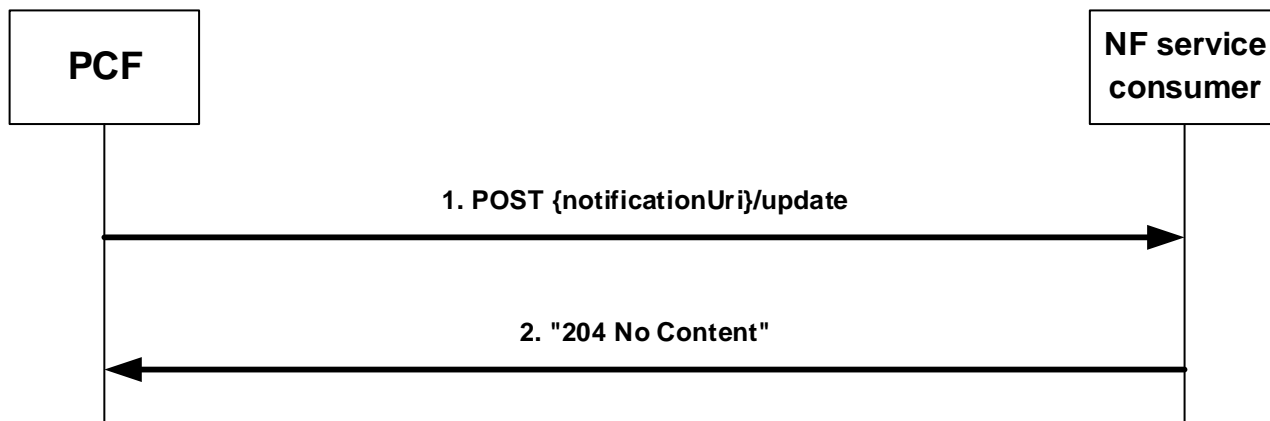 PCF
NF service
consumer
1. POST {notificationUri}/update
2. "204 No Content"